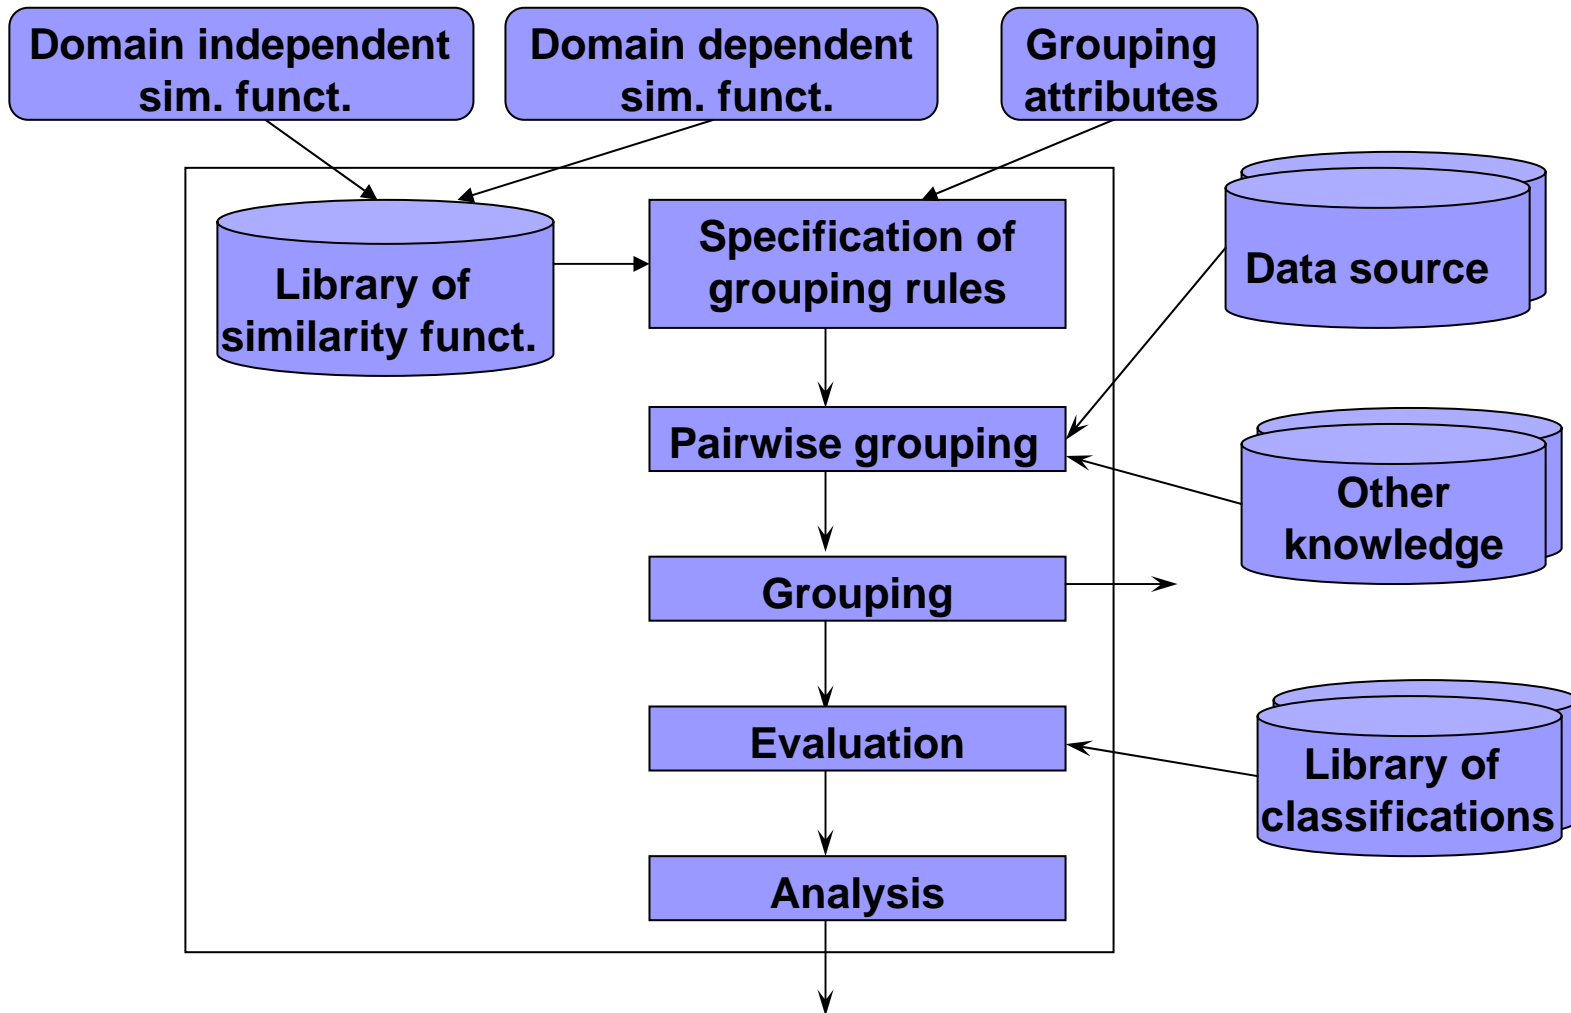 Domain independent
sim. funct.
Domain dependent
sim. funct.
Grouping
attributes
Library of
similarity funct.
Specification of
grouping rules
Data source
Pairwise grouping
Other
knowledge
Grouping
Evaluation
Library of
classifications
Analysis